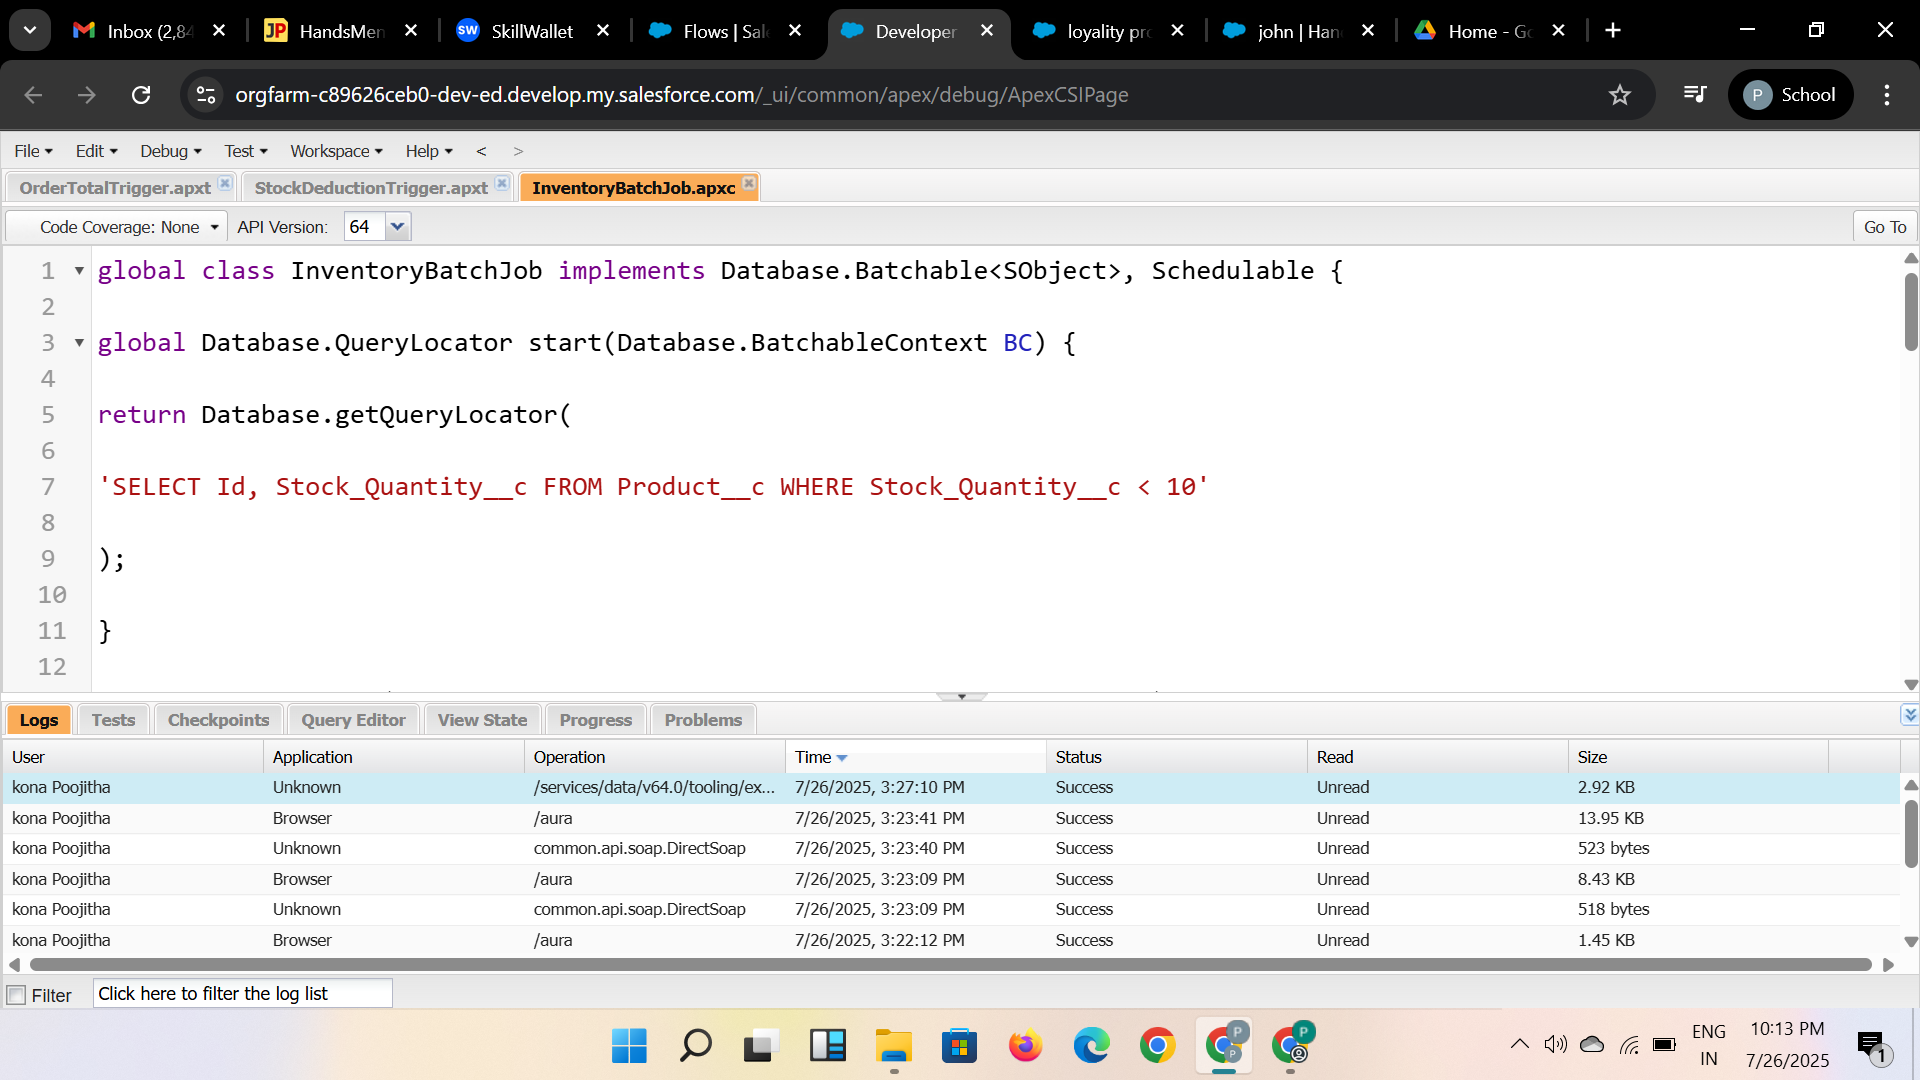 Inbox (2,84
HandsMen
SkillWallet
Flows | Sale
Developer
loyality pro
john | Hand
Home - Go
orgfarm-c89626ceb0-dev-ed.develop.my.salesforce.com/_ui/common/apex/debug/ApexCSIPage
P School
File Edit Debug Test Workspace Help < >
OrderTotalTrigger.apxt StockDeductionTrigger.apxt InventoryBatchJob.apxc
Code Coverage: None API Version: 64 Go To
1 global class InventoryBatchJob implements Database.Batchable<SObject>, Schedulable {
2
3 global Database.QueryLocator start(Database.BatchableContext BC) {
4
5 return Database.getQueryLocator(
6
7 'SELECT Id, Stock_Quantity__c FROM Product__c WHERE Stock_Quantity__c < 10'
8
9 );
10
11 }
12
Logs Tests Checkpoints Query Editor View State Progress Problems
User Application Operation Time Status Read Size
kona Poojitha Unknown /services/data/v64.0/tooling/ex... 7/26/2025, 3:27:10 PM Success Unread 2.92 KB
kona Poojitha Browser /aura 7/26/2025, 3:23:41 PM Success Unread 13.95 KB
kona Poojitha Unknown common.api.soap.DirectSoap 7/26/2025, 3:23:40 PM Success Unread 523 bytes
kona Poojitha Browser /aura 7/26/2025, 3:23:09 PM Success Unread 8.43 KB
kona Poojitha Unknown common.api.soap.DirectSoap 7/26/2025, 3:23:09 PM Success Unread 518 bytes
kona Poojitha Browser /aura 7/26/2025, 3:22:12 PM Success Unread 1.45 KB
Filter Click here to filter the log list
ENG
IN
10:13 PM
7/26/2025
1